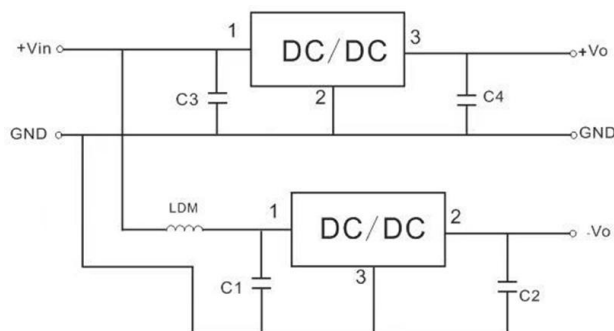 +Vin
1
DC/DC
3
+Vo
C3
2
C4
GND
GND
LDM
1
DC/DC
2
-Vo
C1
3
C2